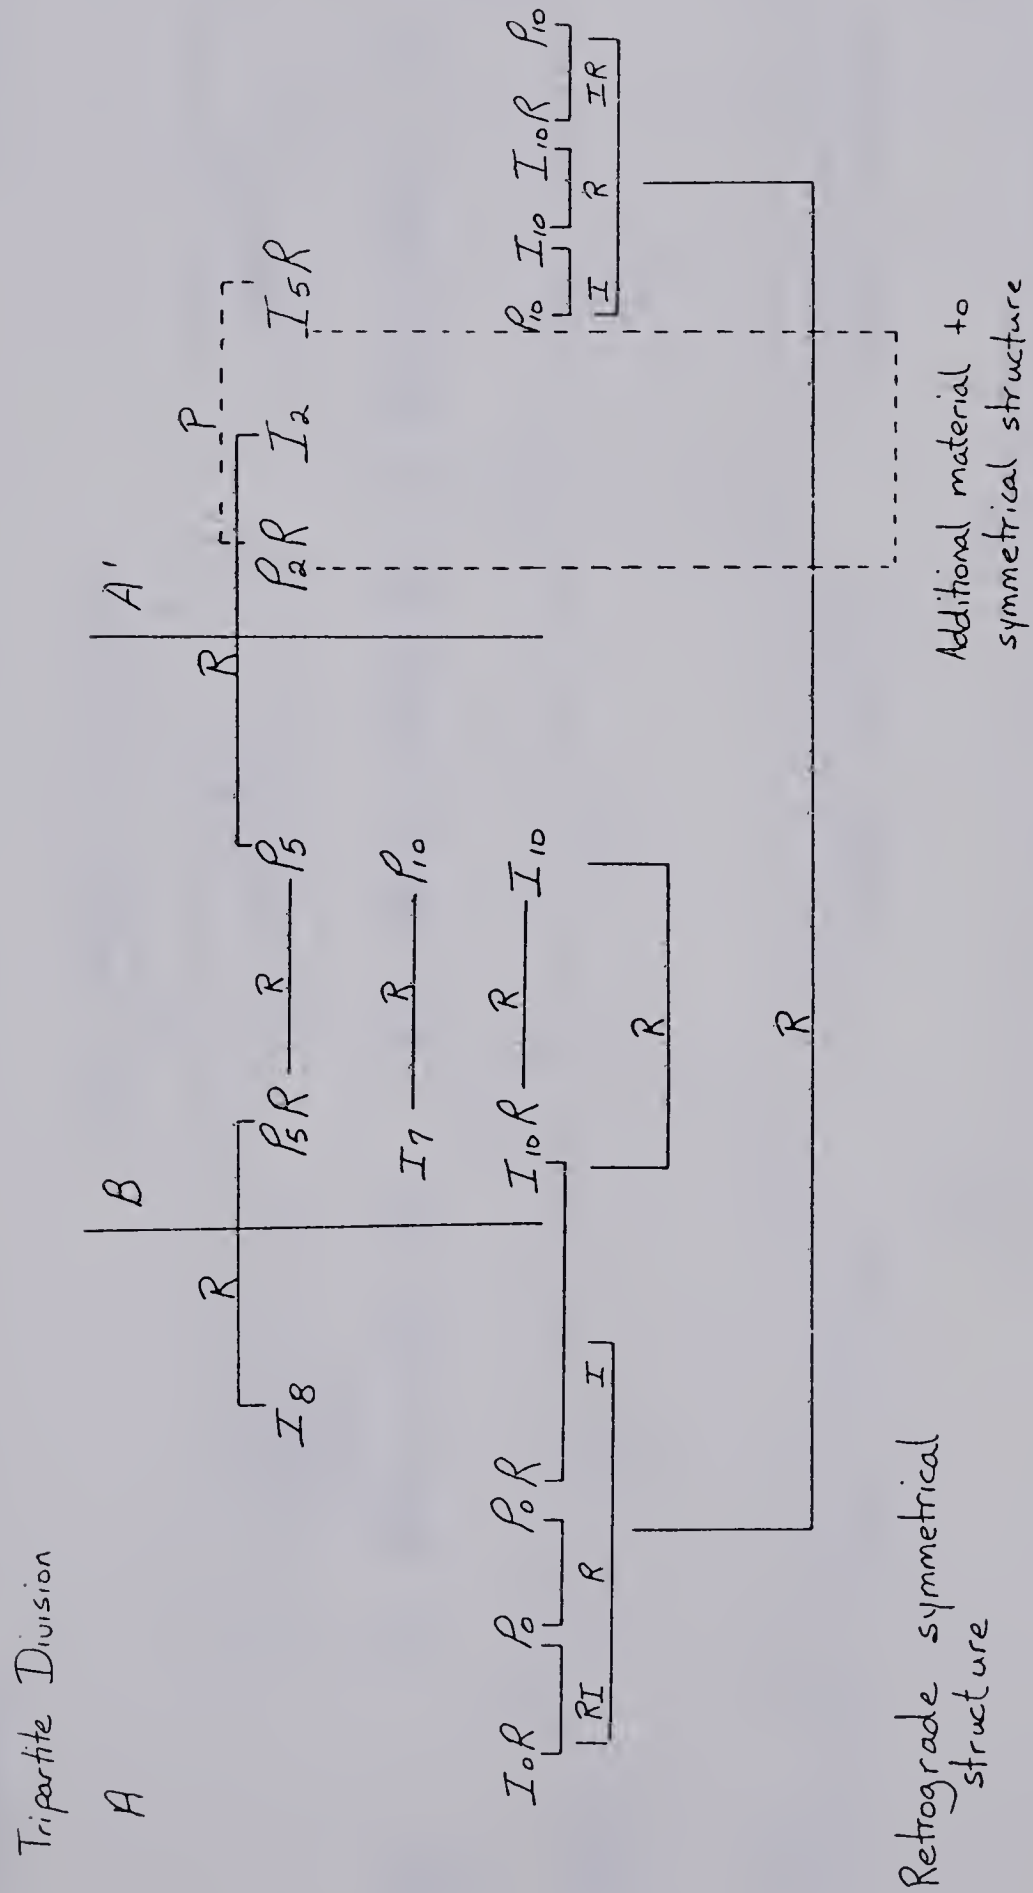 Tripartite Division
A B A'
R R P
I8 P5R R P5 P2R I2 I5R
I7 R P10
I0R P0 P0R I10R R I10 P10 I10 I10R P10
RI R I R I R IR
R
Additional material to
symmetrical structure
Retrograde symmetrical
structure